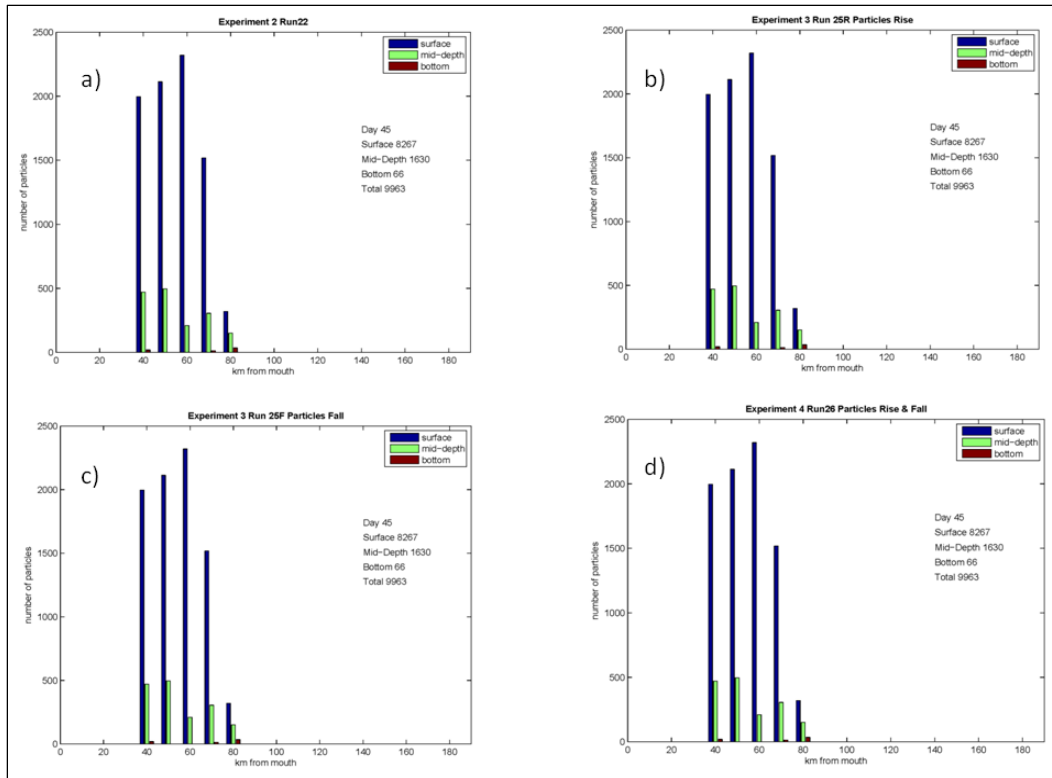 Experiment 2 Run22
a)
surface
mid-depth
bottom
Day 45
Surface 8267
Mid-Depth 1630
Bottom 66
Total 9963
number of particles
2500
2000
1500
1000
500
0
0 20 40 60 80 100 120 140 160 180
km from mouth
Experiment 3 Run 25R Particles Rise
b)
surface
mid-depth
bottom
Day 45
Surface 8267
Mid-Depth 1630
Bottom 66
Total 9963
number of particles
2500
2000
1500
1000
500
0
0 20 40 60 80 100 120 140 160 180
km from mouth
Experiment 3 Run 25F Particles Fall
c)
surface
mid-depth
bottom
Day 45
Surface 8267
Mid-Depth 1630
Bottom 66
Total 9963
number of particles
2500
2000
1500
1000
500
0
0 20 40 60 80 100 120 140 160 180
km from mouth
Experiment 4 Run26 Particles Rise & Fall
d)
surface
mid-depth
bottom
Day 45
Surface 8267
Mid-Depth 1630
Bottom 66
Total 9963
number of particles
2500
2000
1500
1000
500
0
0 20 40 60 80 100 120 140 160 180
km from mouth